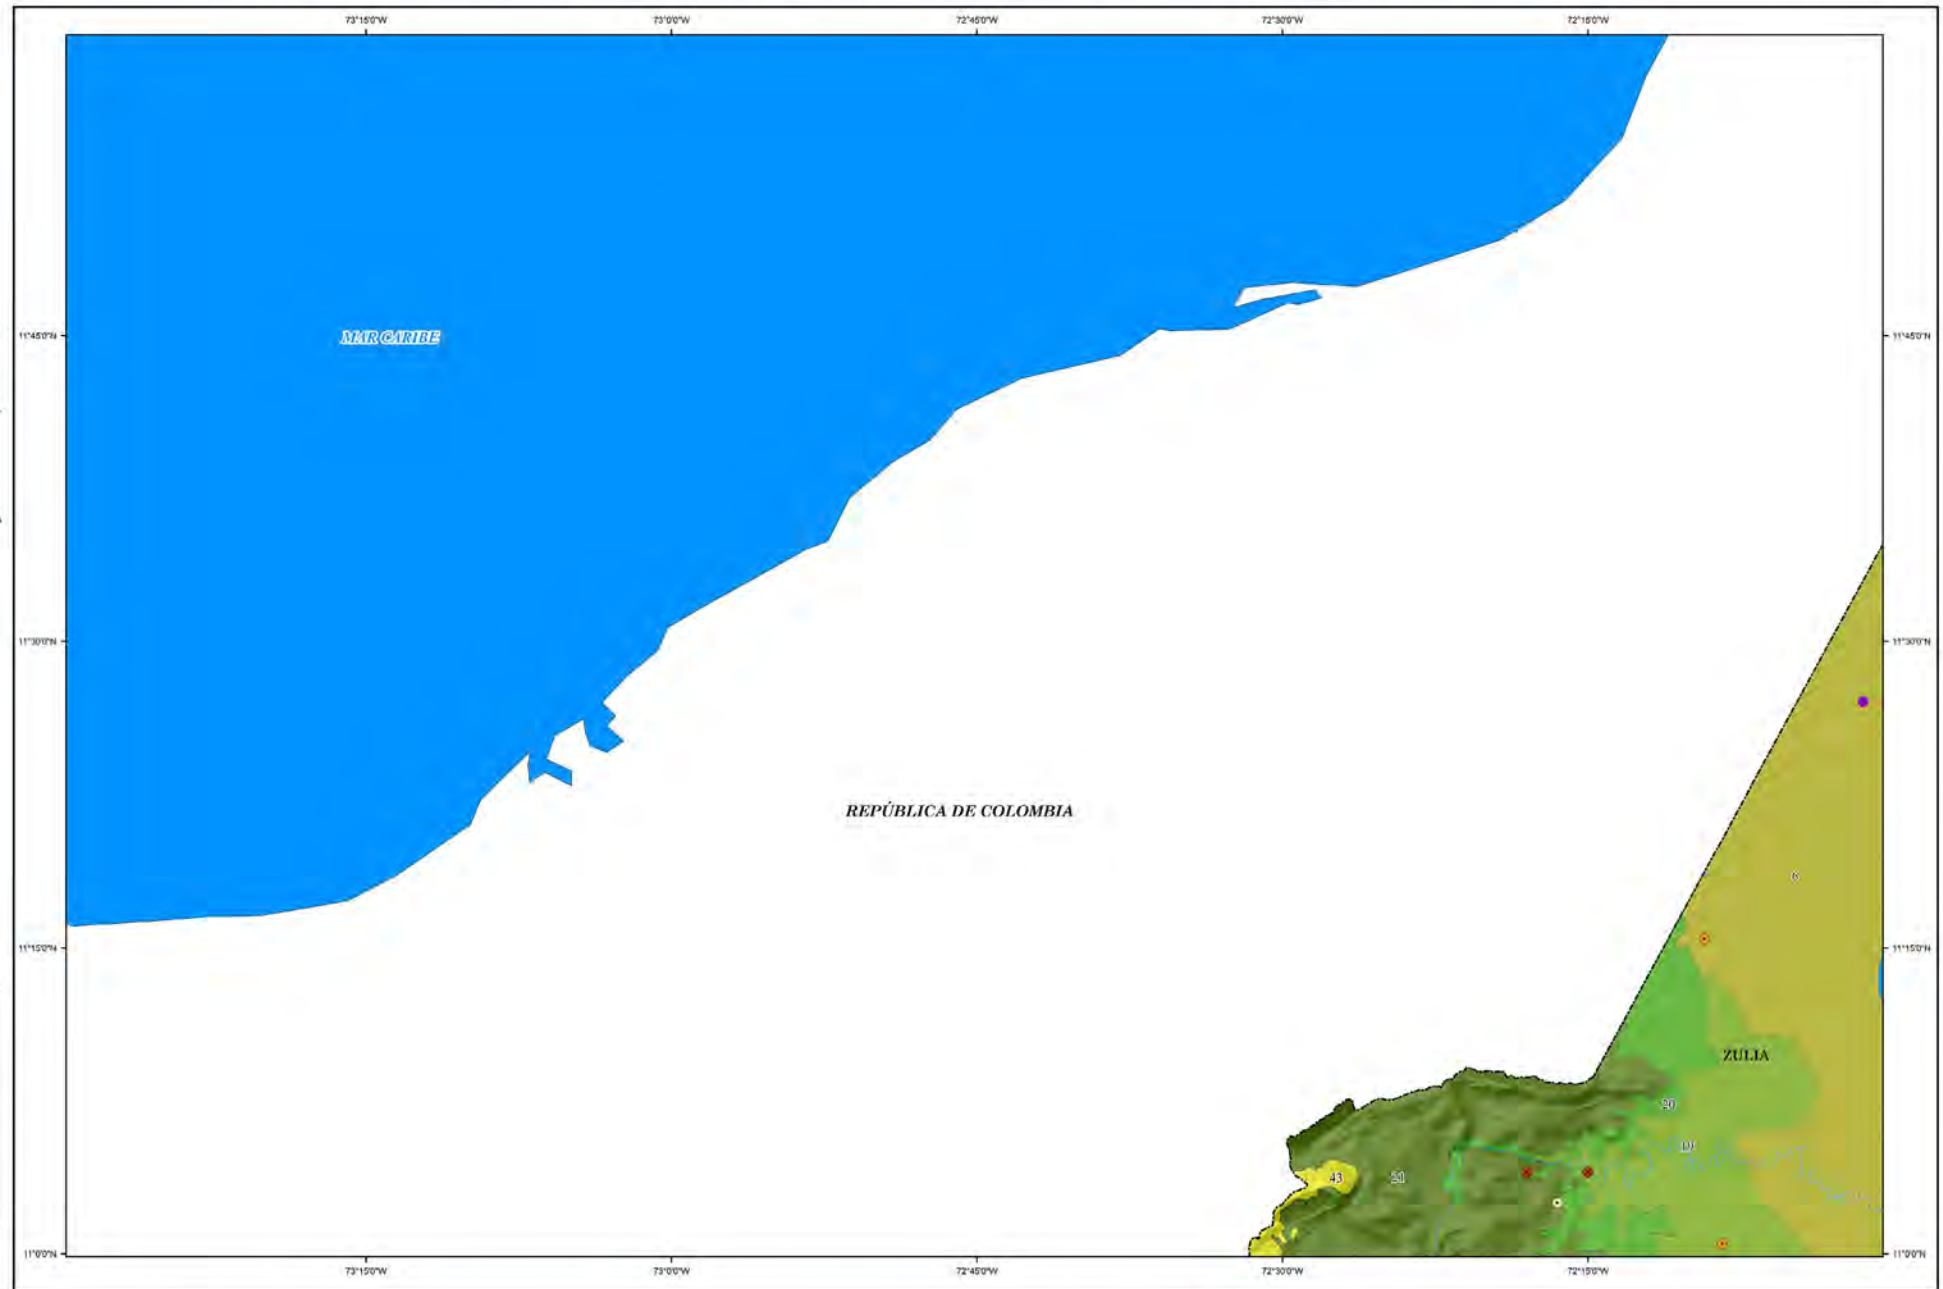 73°15'0"W 73°0'0"W 72°45'0"W 72°30'0"W 72°15'0"W
MAR CARIBE
11°45'0"N 11°45'0"N
11°30'0"N 11°30'0"N
REPÚBLICA DE COLOMBIA
6
11°15'0"N 11°15'0"N
ZULIA
20
43 21
11°0'0"N 11°0'0"N
73°15'0"W 73°0'0"W 72°45'0"W 72°30'0"W 72°15'0"W